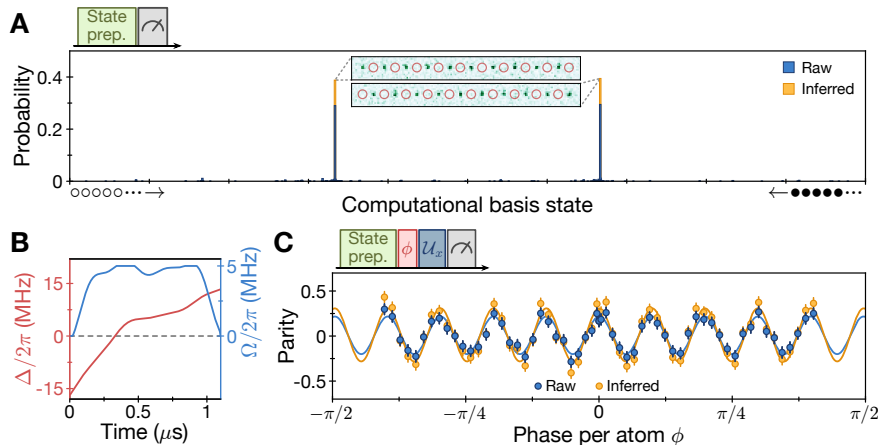 A
State
prep.
Probability
0.4
0.2
0
Raw
Inferred
Computational basis state
B
Δ/2π (MHz)
15
0
-15
Ω/2π (MHz)
5
0
0
0.5
1
Time (μs)
C
State
prep.
ϕ
𝒰ₓ
Parity
0.5
0
-0.5
Raw
Inferred
−π/2
−π/4
0
π/4
π/2
Phase per atom ϕ